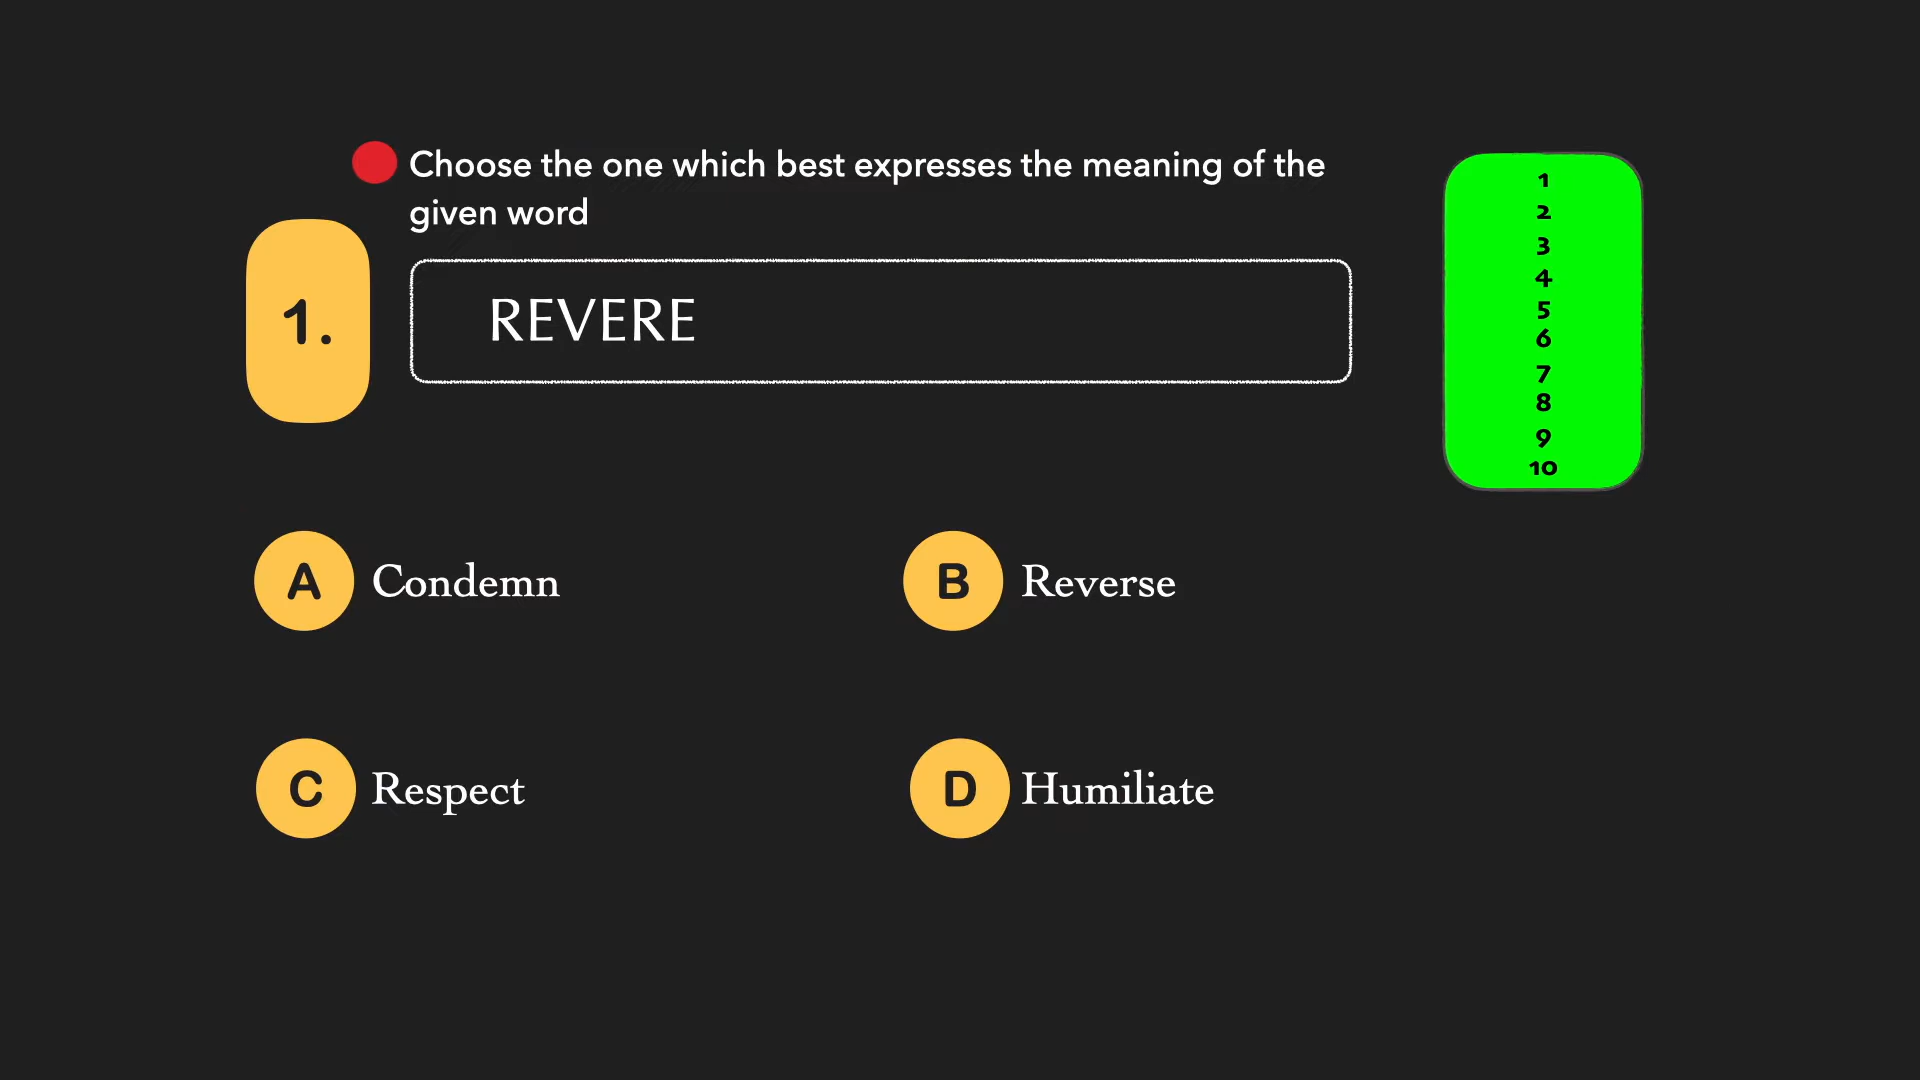 Choose the one which best expresses the meaning of the
given word
1.
REVERE
1
2
3
4
5
6
7
8
9
10
A Condemn
B Reverse
C Respect
D Humiliate